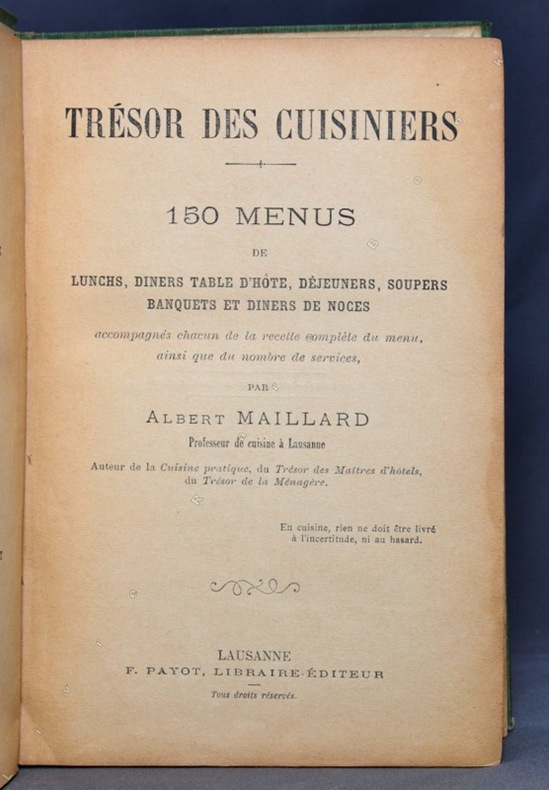 TRÉSOR DES CUISINIERS
150 MENUS
DE
LUNCHS, DINERS TABLE D'HÔTE, DÉJEUNERS, SOUPERS
BANQUETS ET DINERS DE NOCES
accompagnés chacun de la recette complète du menu,
ainsi que du nombre de services,
PAR
ALBERT MAILLARD
Professeur de cuisine à Lausanne
Auteur de la Cuisine pratique, du Trésor des Maîtres d'hôtels,
du Trésor de la Ménagère.
En cuisine, rien ne doit être livré
à l'incertitude, ni au hasard.
LAUSANNE
F. PAYOT, LIBRAIRE-ÉDITEUR
Tous droits réservés.